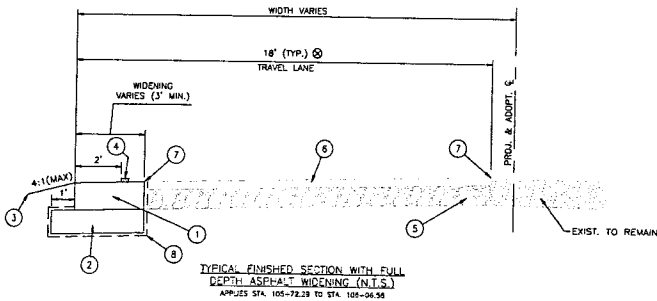 WIDTH VARIES
18' (TYP.) ⊗
TRAVEL LANE
WIDENING
VARIES (3' MIN.)
PROJ. & ADOPT. ℄
2'
4
7
6
7
4:1(MAX)
1'
3
1
5
EXIST. TO REMAIN
2
8
TYPICAL FINISHED SECTION WITH FULL
DEPTH ASPHALT WIDENING (N.T.S.)
APPLIES STA. 105+72.29 TO STA. 106+06.56